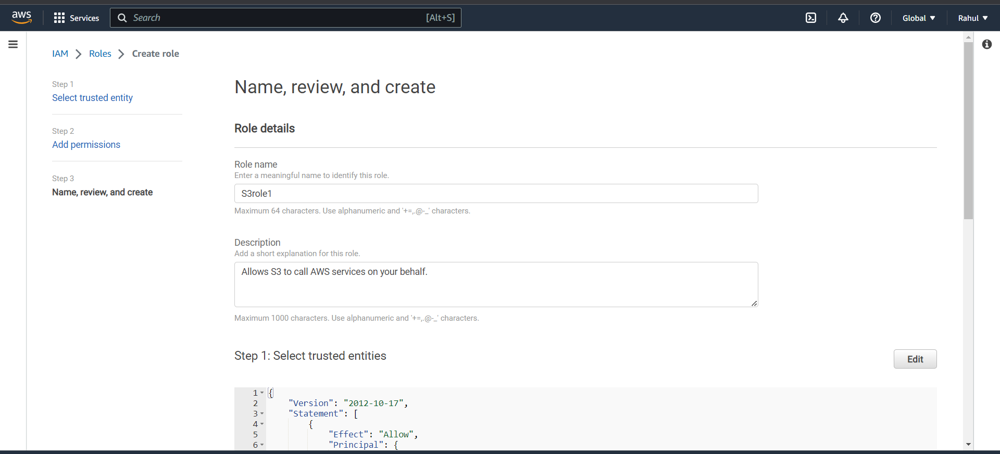 aws
Services
Search
[Alt+S]
Global
Rahul
IAM
Roles
Create role
Step 1
Select trusted entity
Step 2
Add permissions
Step 3
Name, review, and create
Name, review, and create
Role details
Role name
Enter a meaningful name to identify this role.
S3role1
Maximum 64 characters. Use alphanumeric and '+=,.@-_' characters.
Description
Add a short explanation for this role.
Allows S3 to call AWS services on your behalf.
Maximum 1000 characters. Use alphanumeric and '+=,.@-_' characters.
Step 1: Select trusted entities
Edit
1 {
2     "Version": "2012-10-17",
3     "Statement": [
4         {
5             "Effect": "Allow",
6             "Principal": {